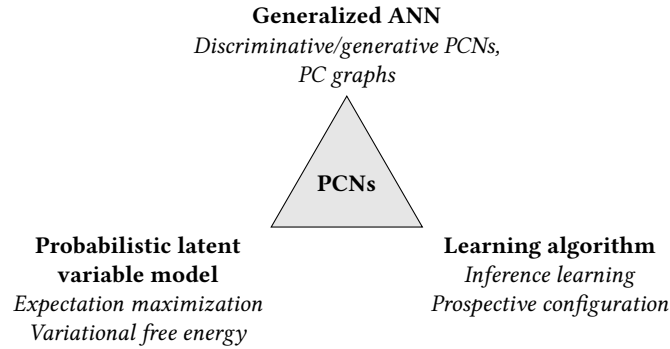 Generalized ANN
Discriminative/generative PCNs,
PC graphs
PCNs
Probabilistic latent
variable model
Expectation maximization
Variational free energy
Learning algorithm
Inference learning
Prospective configuration